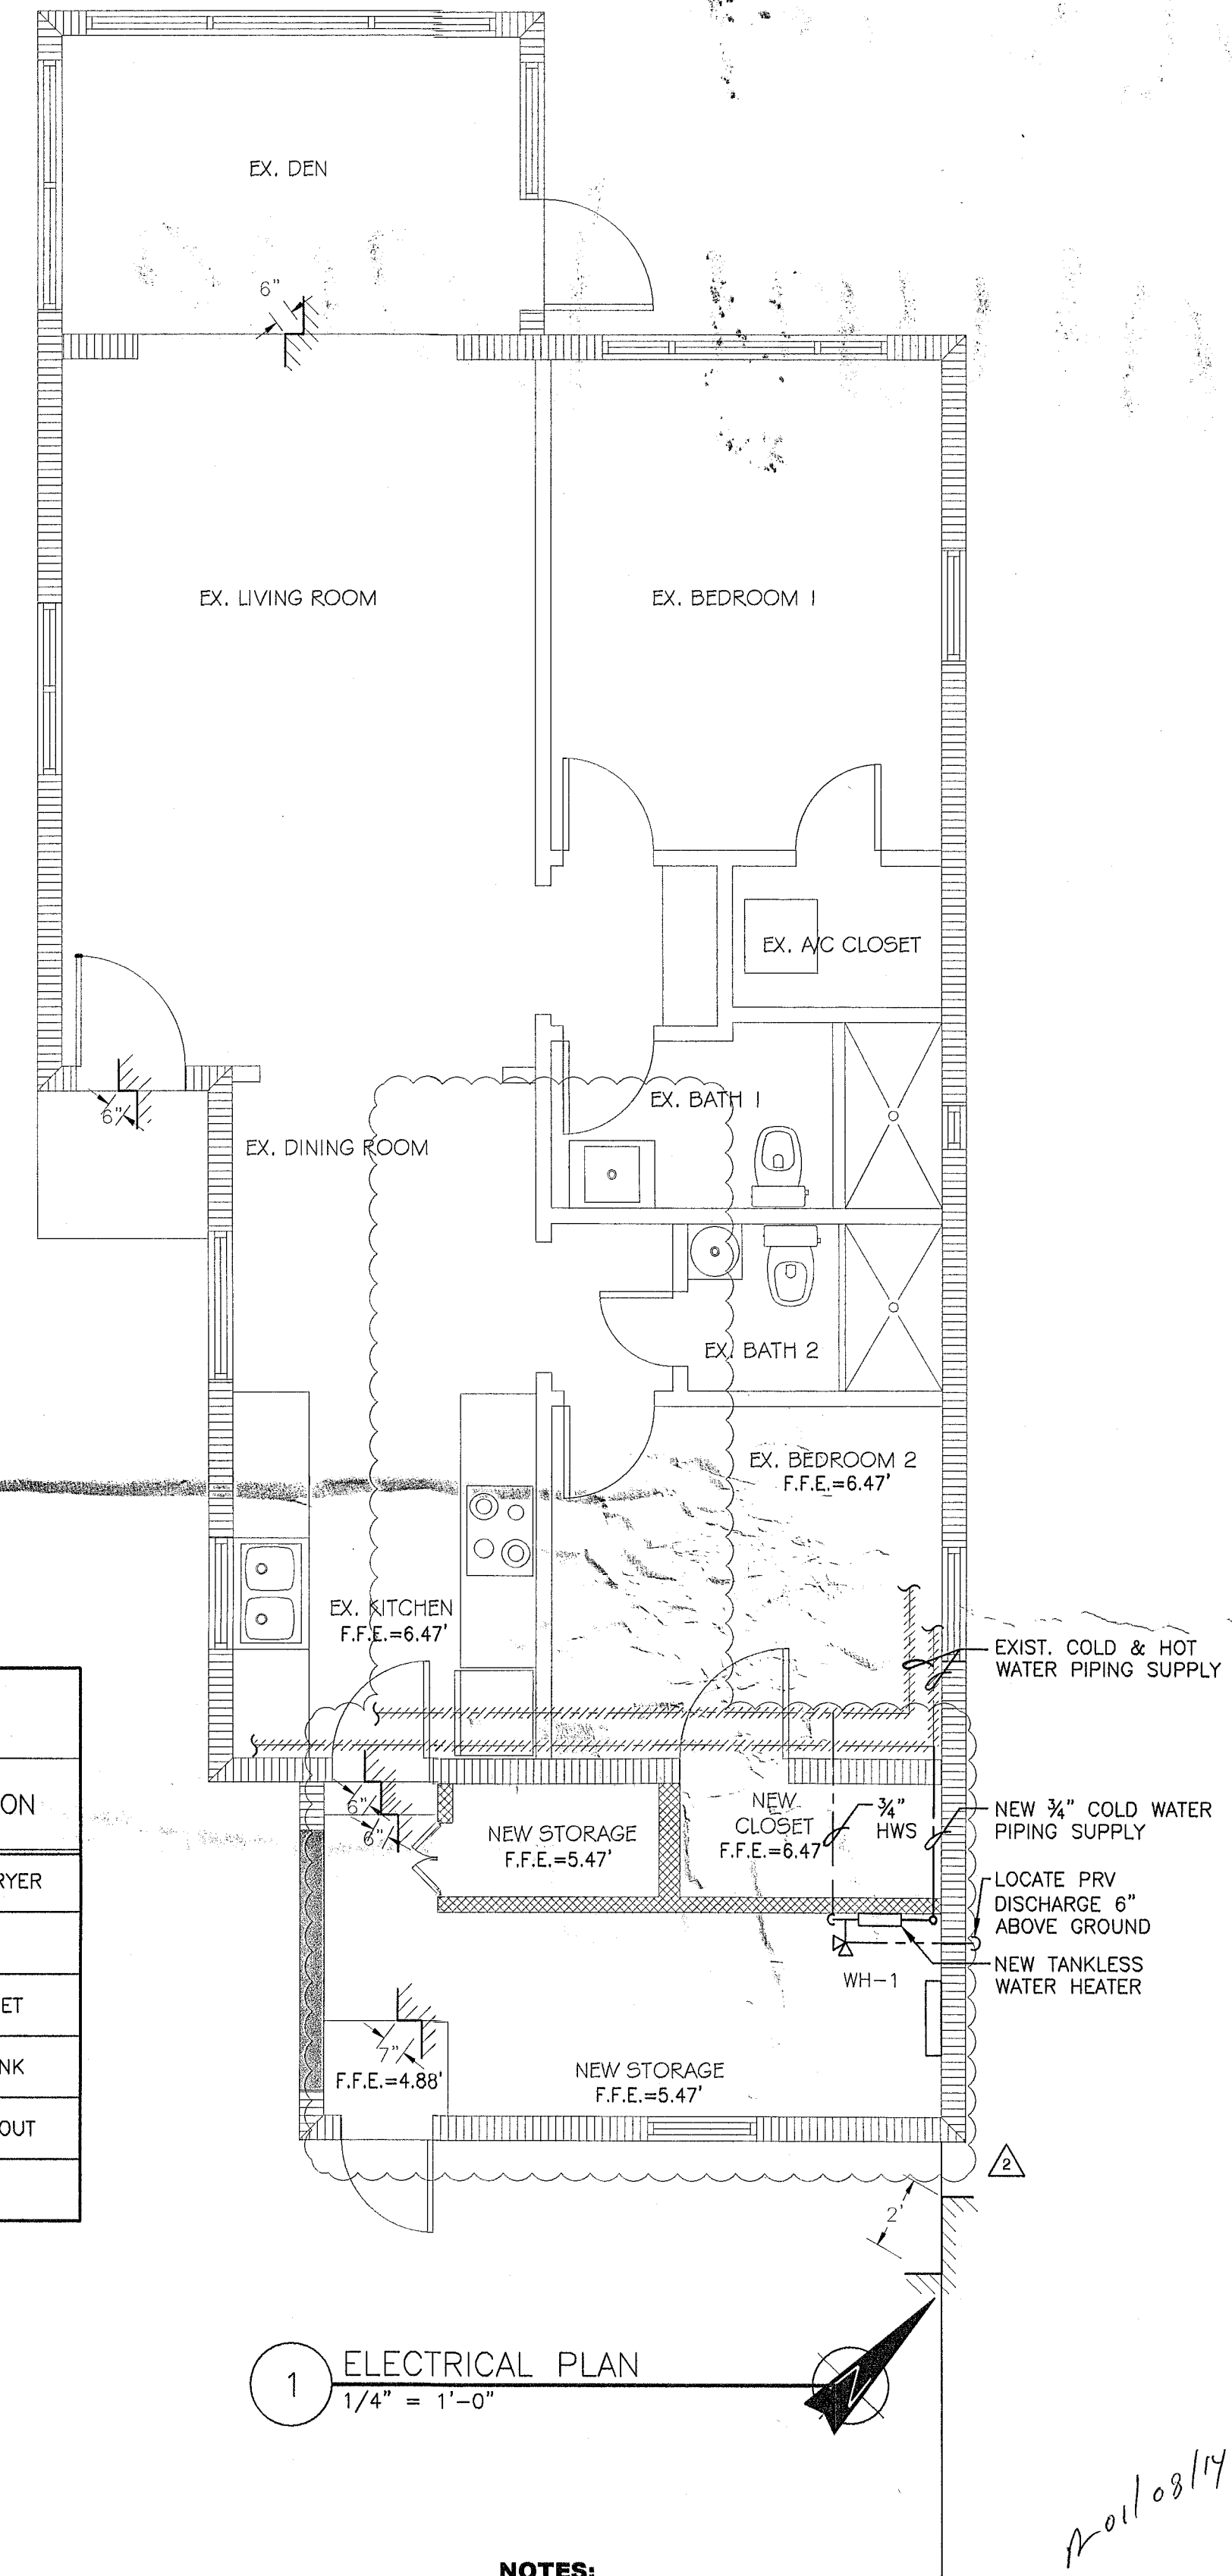 EX. DEN
6"
EX. LIVING ROOM
EX. BEDROOM 1
EX. A/C CLOSET
6"
EX. BATH 1
EX. DINING ROOM
EX. BATH 2
EX. BEDROOM 2
F.F.E.=6.47'
EX. KITCHEN
F.F.E.=6.47'
EXIST. COLD & HOT
WATER PIPING SUPPLY
ON
RYER
ET
NK
OUT
6"
6"
NEW STORAGE
F.F.E.=5.47'
NEW
CLOSET
F.F.E.=6.47'
3/4"
HWS
NEW 3/4" COLD WATER
PIPING SUPPLY
LOCATE PRV
DISCHARGE 6"
ABOVE GROUND
NEW TANKLESS
WATER HEATER
WH-1
7"
F.F.E.=4.88'
NEW STORAGE
F.F.E.=5.47'
2
2'
1
ELECTRICAL PLAN
1/4" = 1'-0"
N
01/08/14
NOTES: